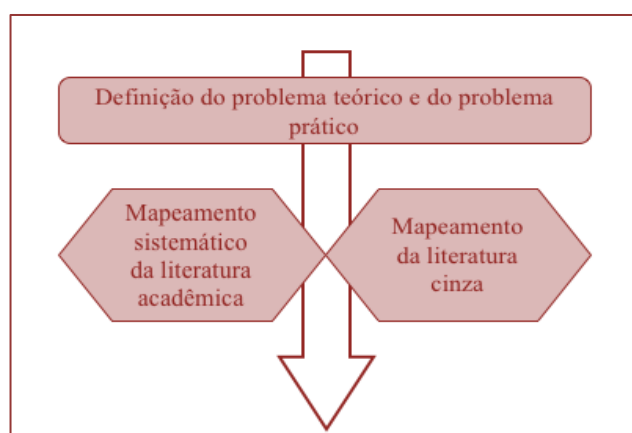 Definição do problema teórico e do problema
prático
Mapeamento
sistemático
da literatura
acadêmica
Mapeamento
da literatura
cinza